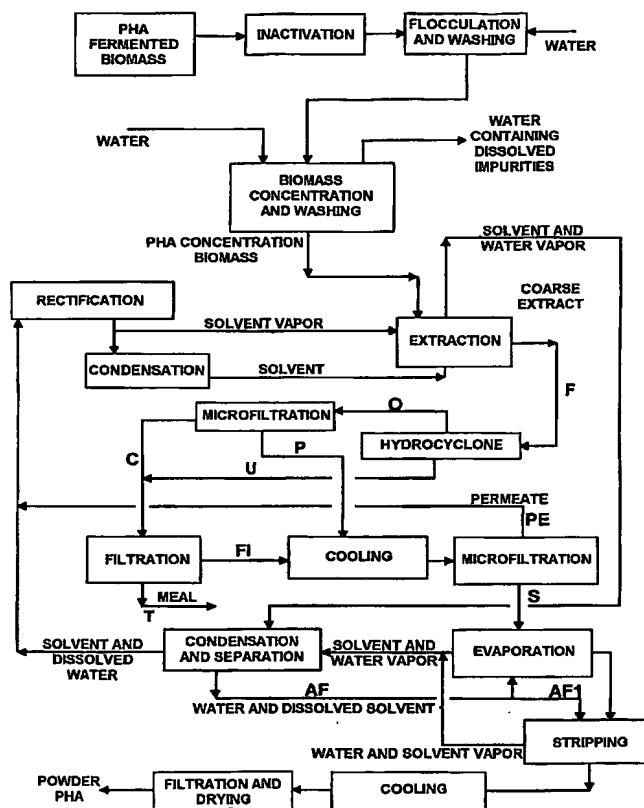 PHA
FERMENTED
BIOMASS
INACTIVATION
FLOCCULATION
AND WASHING
WATER
WATER
WATER
CONTAINING
DISSOLVED
IMPURITIES
BIOMASS
CONCENTRATION
AND WASHING
PHA CONCENTRATION
BIOMASS
SOLVENT AND
WATER VAPOR
COARSE
EXTRACT
RECTIFICATION
SOLVENT VAPOR
EXTRACTION
CONDENSATION
SOLVENT
F
MICROFILTRATION
O
HYDROCYCLONE
C
P
U
PERMEATE
PE
FILTRATION
FI
COOLING
MICROFILTRATION
MEAL
T
S
SOLVENT AND
DISSOLVED
WATER
CONDENSATION
AND SEPARATION
SOLVENT AND
WATER VAPOR
EVAPORATION
AF
WATER AND DISSOLVED SOLVENT
AF1
WATER AND SOLVENT VAPOR
STRIPPING
POWDER
PHA
FILTRATION AND
DRYING
COOLING